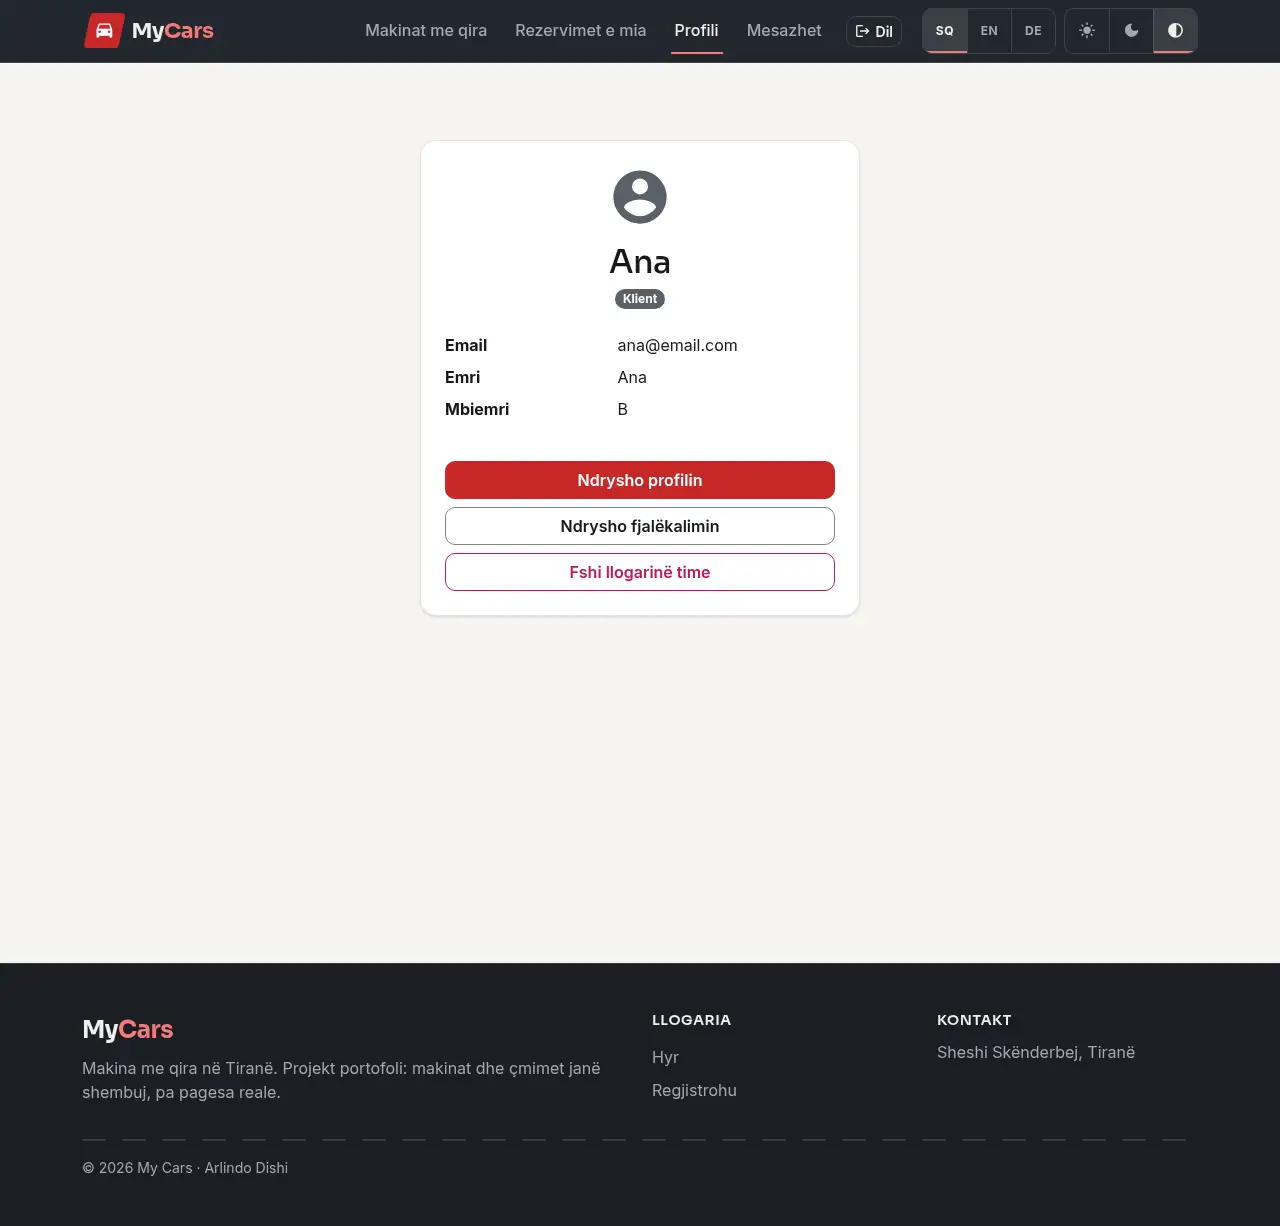 MyCars
Makinat me qira
Rezervimet e mia
Profili
Mesazhet
Dil
SQ
EN
DE
Ana
Klient
Email ana@email.com
Emri Ana
Mbiemri B
Ndrysho profilin
Ndrysho fjalëkalimin
Fshi llogarinë time
MyCars
Makina me qira në Tiranë. Projekt portofoli: makinat dhe çmimet janë
shembuj, pa pagesa reale.
LLOGARIA
Hyr
Regjistrohu
KONTAKT
Sheshi Skënderbej, Tiranë
© 2026 My Cars · Arlindo Dishi